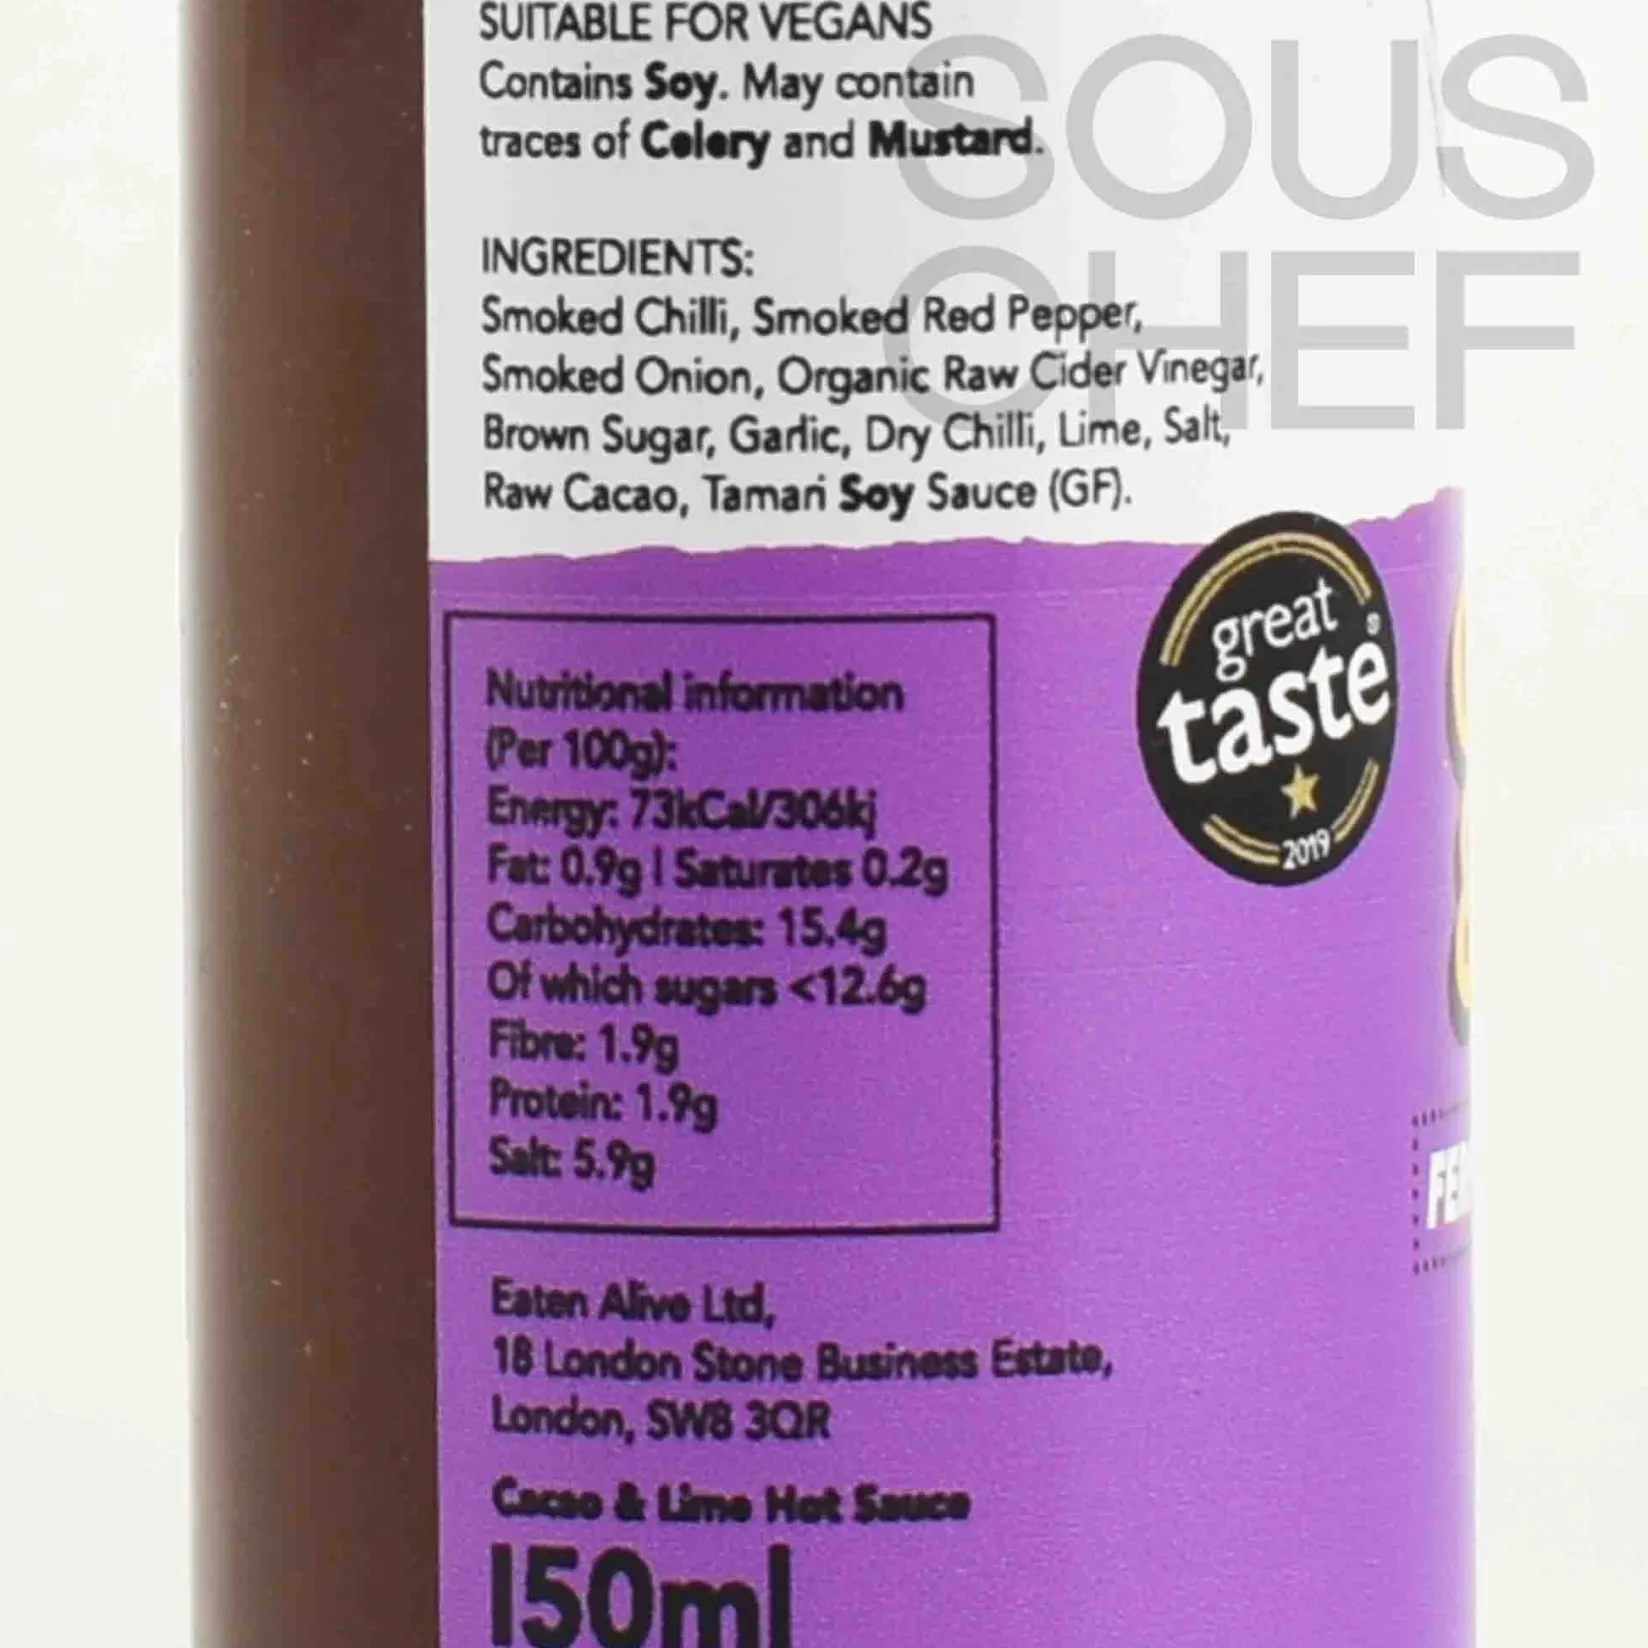 SUITABLE FOR VEGANS
Contains Soy. May contain
traces of Celery and Mustard.
SOUS
CHEF
INGREDIENTS:
Smoked Chilli, Smoked Red Pepper,
Smoked Onion, Organic Raw Cider Vinegar,
Brown Sugar, Garlic, Dry Chilli, Lime, Salt,
Raw Cacao, Tamari Soy Sauce (GF).
great
taste®
2019
Nutritional information
(Per 100g):
Energy: 73kCal/306kj
Fat: 0.9g | Saturates 0.2g
Carbohydrates: 15.4g
Of which sugars <12.6g
Fibre: 1.9g
Protein: 1.9g
Salt: 5.9g
Eaten Alive Ltd,
18 London Stone Business Estate,
London, SW8 3QR
Cacao & Lime Hot Sauce
150ml